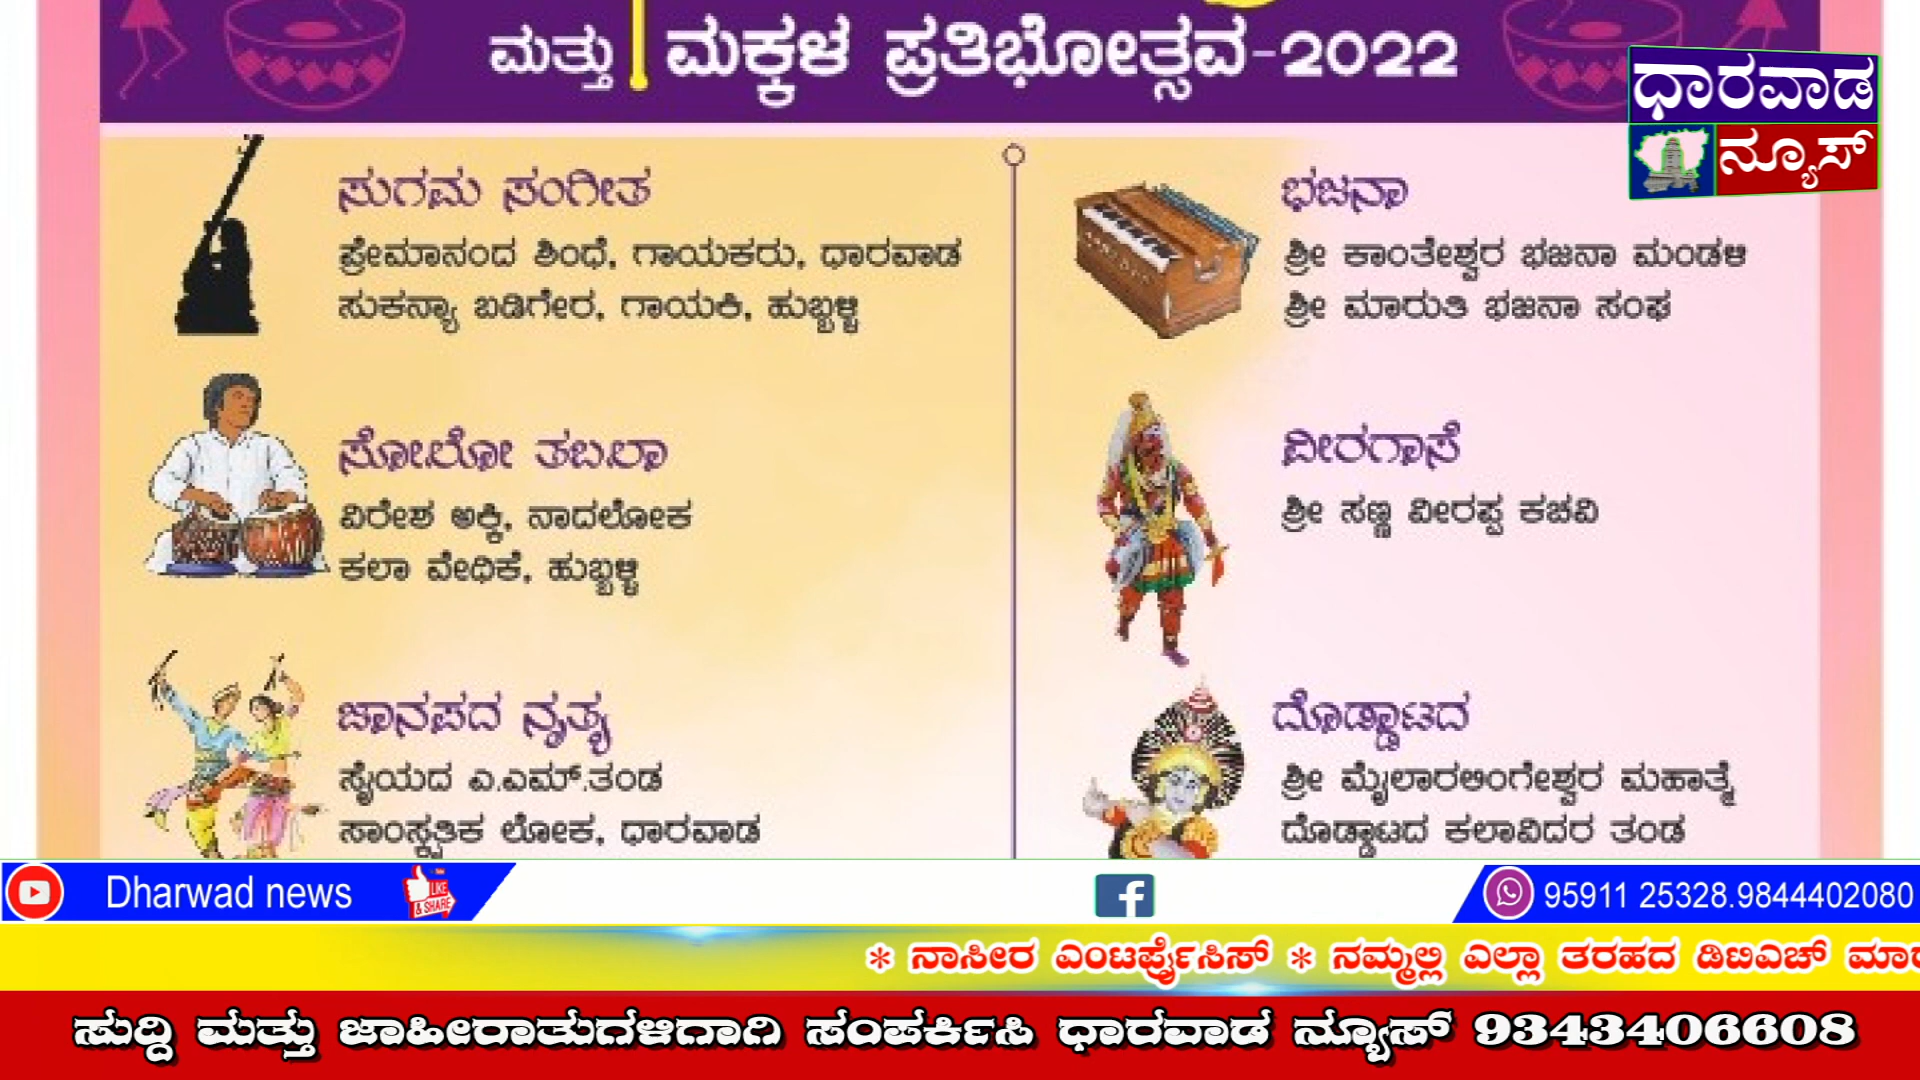 ಮತ್ತು ಮಕ್ಕಳ ಪ್ರತಿಭೋತ್ಸವ-2022
ಧಾರವಾಡ
ನ್ಯೂಸ್
ಸುಗಮ ಸಂಗೀತ
ಪ್ರೇಮಾನಂದ ಶಿಂಧೆ, ಗಾಯಕರು, ಧಾರವಾಡ
ಸುಕನ್ಯಾ ಬಡಿಗೇರ, ಗಾಯಕಿ, ಹುಬ್ಬಳ್ಳಿ
ಸೋಲೋ ತಬಲಾ
ವಿರೇಶ ಅಕ್ಕಿ, ನಾದಲೋಕ
ಕಲಾ ವೇಧಿಕೆ, ಹುಬ್ಬಳ್ಳಿ
ಜಾನಪದ ನೃತ್ಯ
ಸೈಯದ ಎ.ಎಮ್.ತಂಡ
ಸಾಂಸ್ಕೃತಿಕ ಲೋಕ, ಧಾರವಾಡ
ಭಜನಾ
ಶ್ರೀ ಕಾಂತೇಶ್ವರ ಭಜನಾ ಮಂಡಳಿ
ಶ್ರೀ ಮಾರುತಿ ಭಜನಾ ಸಂಘ
ವೀರಗಾಸೆ
ಶ್ರೀ ಸಣ್ಣ ವೀರಪ್ಪ ಕಚವಿ
ದೊಡ್ಡಾಟದ
ಶ್ರೀ ಮೈಲಾರಲಿಂಗೇಶ್ವರ ಮಹಾತ್ಮೆ
ದೊಡ್ಡಾಟದ ಕಲಾವಿದರ ತಂಡ
Dharwad news
LIKE
& SHARE
95911 25328.9844402080
* ನಾಸೀರ ಎಂಟರ್ಪ್ರೈಸಿಸ್ * ನಮ್ಮಲ್ಲಿ ಎಲ್ಲಾ ತರಹದ ಡಿಟಿಎಚ್
ಸುದ್ದಿ ಮತ್ತು ಜಾಹೀರಾತುಗಳಿಗಾಗಿ ಸಂಪರ್ಕಿಸಿ ಧಾರವಾಡ ನ್ಯೂಸ್ 9343406608